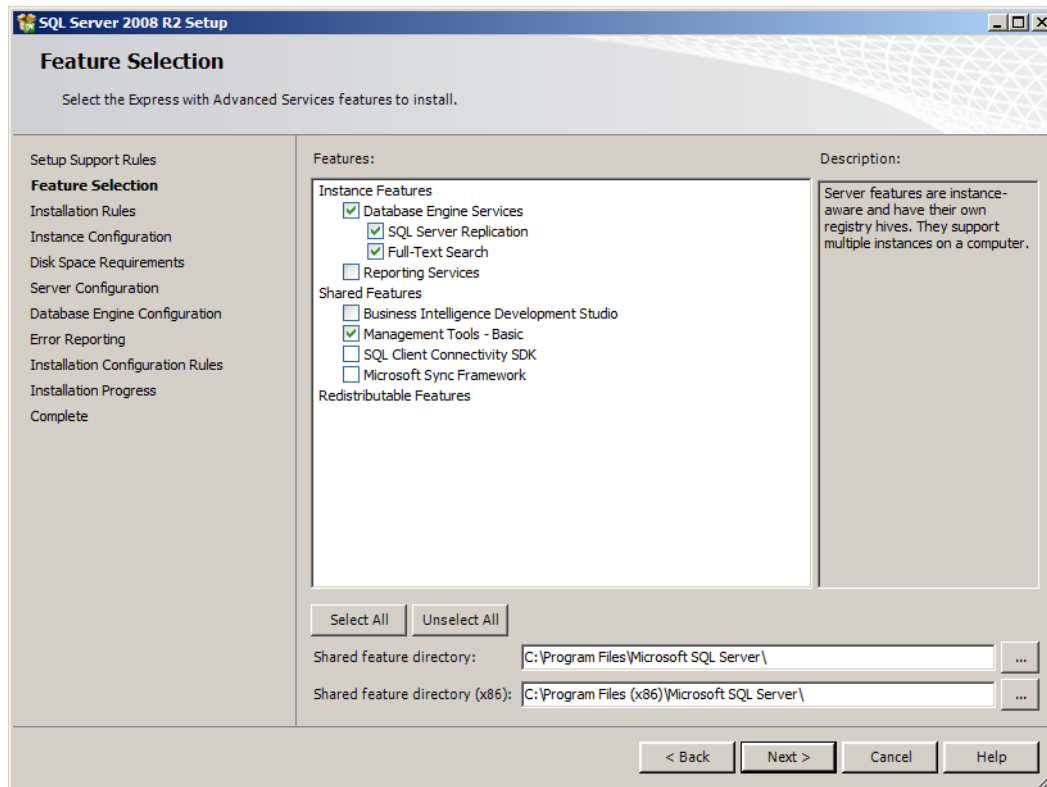 SQL Server 2008 R2 Setup
Feature Selection
Select the Express with Advanced Services features to install.
Setup Support Rules
Feature Selection
Installation Rules
Instance Configuration
Disk Space Requirements
Server Configuration
Database Engine Configuration
Error Reporting
Installation Configuration Rules
Installation Progress
Complete
Features:
Instance Features
Database Engine Services
SQL Server Replication
Full-Text Search
Reporting Services
Shared Features
Business Intelligence Development Studio
Management Tools - Basic
SQL Client Connectivity SDK
Microsoft Sync Framework
Redistributable Features
Description:
Server features are instance-
aware and have their own
registry hives. They support
multiple instances on a computer.
Select All
Unselect All
Shared feature directory:
C:\Program Files\Microsoft SQL Server\
...
Shared feature directory (x86):
C:\Program Files (x86)\Microsoft SQL Server\
...
< Back
Next >
Cancel
Help